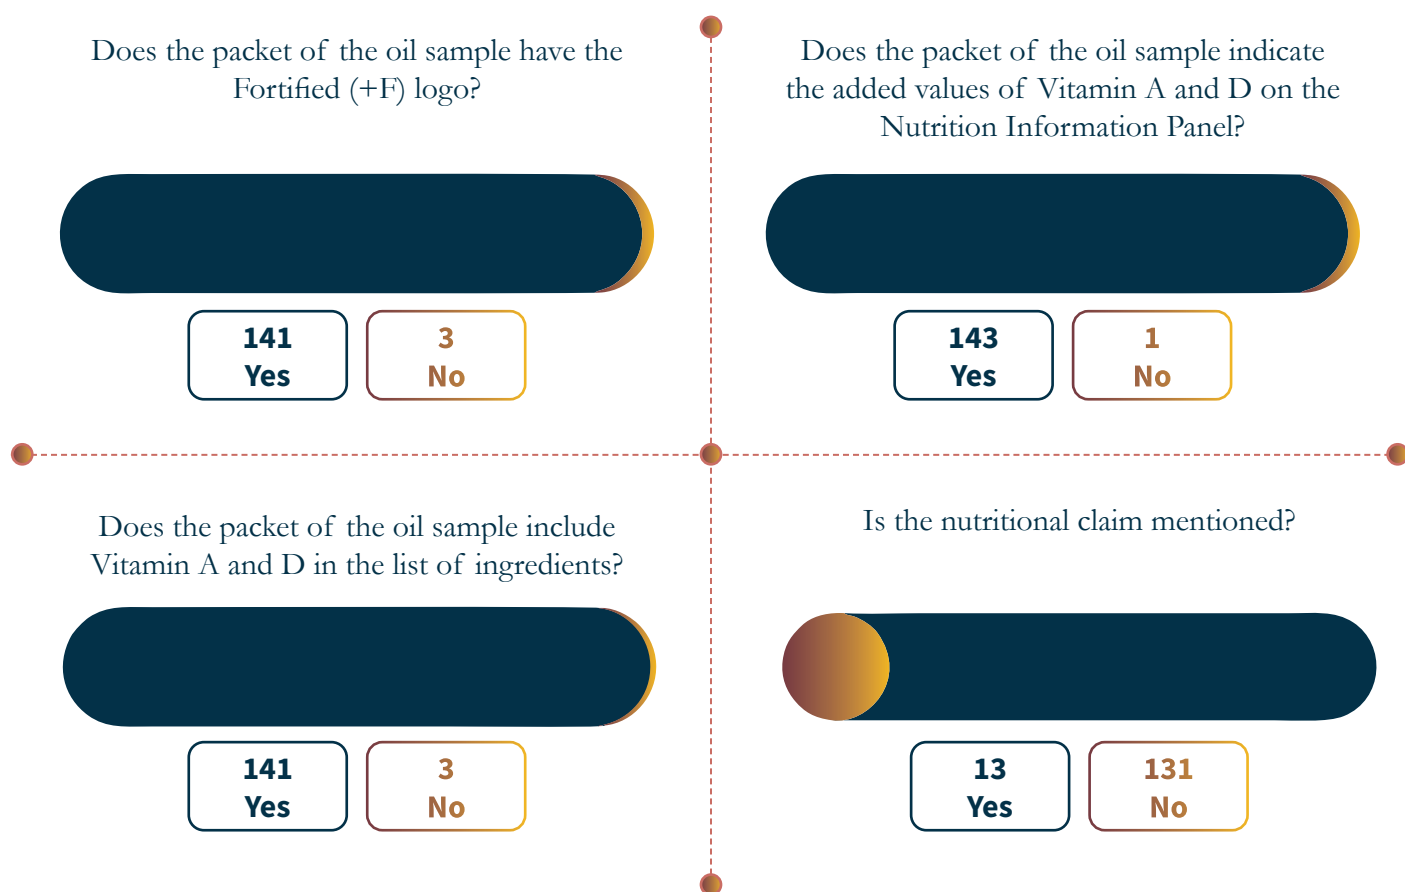 Does the packet of the oil sample have the
Fortified (+F) logo?
141
Yes
3
No
Does the packet of the oil sample indicate
the added values of Vitamin A and D on the
Nutrition Information Panel?
143
Yes
1
No
Does the packet of the oil sample include
Vitamin A and D in the list of ingredients?
141
Yes
3
No
Is the nutritional claim mentioned?
13
Yes
131
No